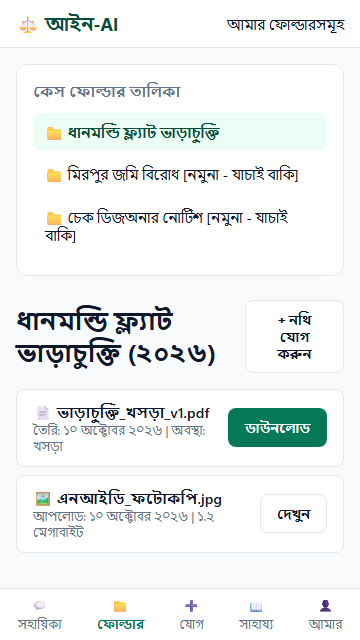 আইন-AI
আমার ফোল্ডারসমূহ
কেস ফোল্ডার তালিকা
ধানমন্ডি ফ্ল্যাট ভাড়াচুক্তি
মিরপুর জমি বিরোধ [নমুনা - যাচাই বাকি]
চেক ডিজঅনার নোটিশ [নমুনা - যাচাই
বাকি]
ধানমন্ডি ফ্ল্যাট
ভাড়াচুক্তি (২০২৬)
+ নথি
যোগ
করুন
ভাড়াচুক্তি_খসড়া_v1.pdf
তৈরি: ১০ অক্টোবর ২০২৬ | অবস্থা:
খসড়া
ডাউনলোড
এনআইডি_ফটোকপি.jpg
আপলোড: ১০ অক্টোবর ২০২৬ | ১.২
মেগাবাইট
দেখুন
সহায়িকা
ফোল্ডার
যোগ
সাহায্য
আমার